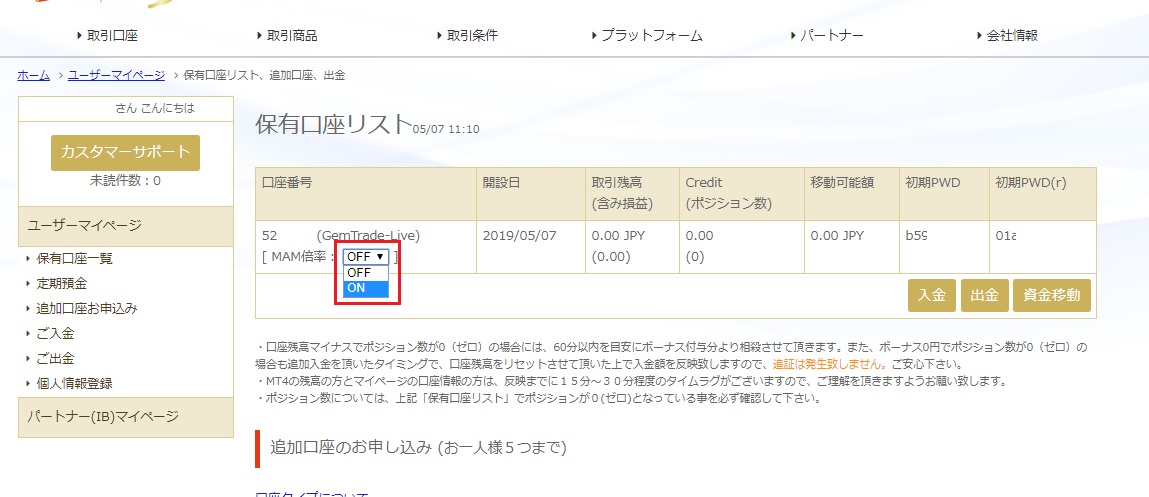 取引口座 取引商品 取引条件 プラットフォーム パートナー 会社情報
ホーム > ユーザーマイページ > 保有口座リスト、追加口座、出金
さん こんにちは
カスタマーサポート
未読件数：0
ユーザーマイページ
保有口座一覧
定期預金
追加口座お申込み
ご入金
ご出金
個人情報登録
パートナー(IB)マイページ
保有口座リスト05/07 11:10
口座番号 開設日 取引残高 Credit 移動可能額 初期PWD 初期PWD(r)
(含み損益) (ポジション数)
52 (GemTrade-Live) 2019/05/07 0.00 JPY 0.00 0.00 JPY b59 01a
[ MAM倍率： OFF ▼ ] (0.00) (0)
OFF
ON
入金 出金 資金移動
・口座残高マイナスでポジション数が0（ゼロ）の場合には、60分以内を目安にボーナス付与分より相殺させて頂きます。また、ボーナス0円でポジション数が0（ゼロ）の
場合も追加入金を頂いたタイミングで、口座残高をリセットさせて頂いた上で入金額を反映致しますので、追証は発生致しません。ご安心下さい。
・MT4の残高の方とマイページの口座情報の方は、反映までに１５分～３０分程度のタイムラグがございますので、ご理解を頂きますようお願い致します。
・ポジション数については、上記「保有口座リスト」でポジションが０(ゼロ)となっている事を必ず確認して下さい。
追加口座のお申し込み (お一人様５つまで)
口座タイプについて